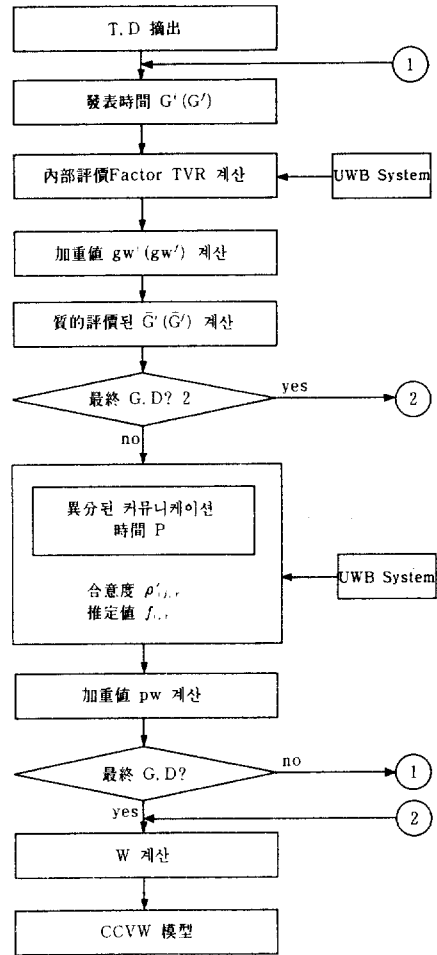 T, D 摘出
1
發表時間 G'(G')
內部評價Factor TVR 계산
UWB System
加重値 gw'(gw') 계산
質的評價된 Ḡ'(Ḡ') 계산
最終 G, D? 2
yes
2
no
異分된 커뮤니케이션
時間 P
合意度
推定値
UWB System
加重値 pw 계산
最終 G, D?
no
1
yes
2
W 계산
CCVW 模型